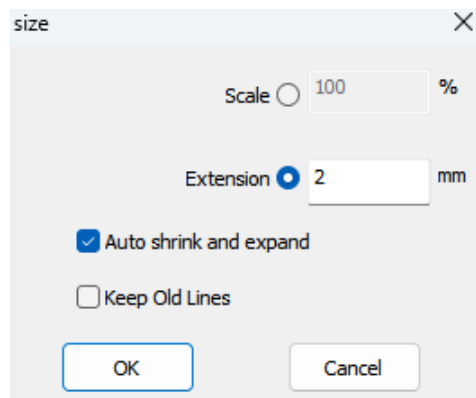 size
Scale 100 %
Extension 2 mm
Auto shrink and expand
Keep Old Lines
OK Cancel